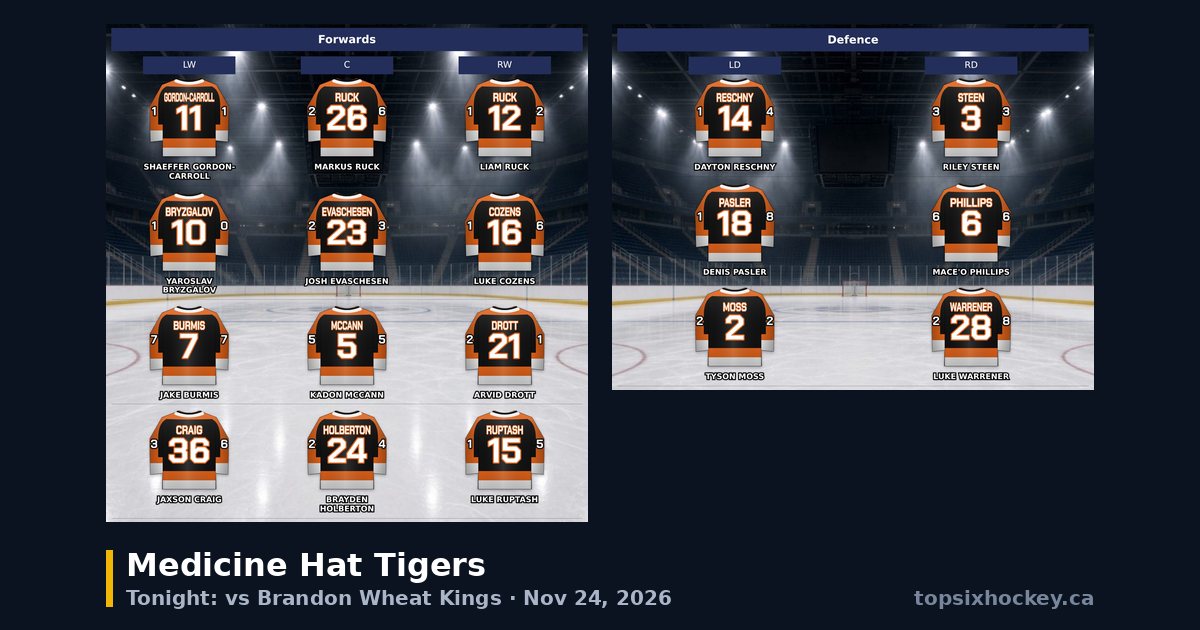 Forwards
LW
C
RW
GORDON-CARROLL
1 11 1
SHAEFFER GORDON-
CARROLL
RUCK
2 26 6
MARKUS RUCK
RUCK
1 12 2
LIAM RUCK
BRYZGALOV
1 10 0
YAROSLAV
BRYZGALOV
EVASCHESEN
2 23 3
JOSH EVASCHESEN
COZENS
1 16 6
LUKE COZENS
BURMIS
7 7 7
JAKE BURMIS
MCCANN
5 5 5
KADON MCCANN
DROTT
2 21 1
ARVID DROTT
CRAIG
3 36 6
JAXSON CRAIG
HOLBERTON
2 24 4
BRAYDEN
HOLBERTON
RUPTASH
1 15 5
LUKE RUPTASH
Defence
LD
RD
RESCHNY
1 14 4
DAYTON RESCHNY
STEEN
3 3 3
RILEY STEEN
PASLER
1 18 8
DENIS PASLER
PHILLIPS
6 6 6
MACE'O PHILLIPS
MOSS
2 2 2
TYSON MOSS
WARRENER
2 28 8
LUKE WARRENER
Medicine Hat Tigers
Tonight: vs Brandon Wheat Kings · Nov 24, 2026
topsixhockey.ca